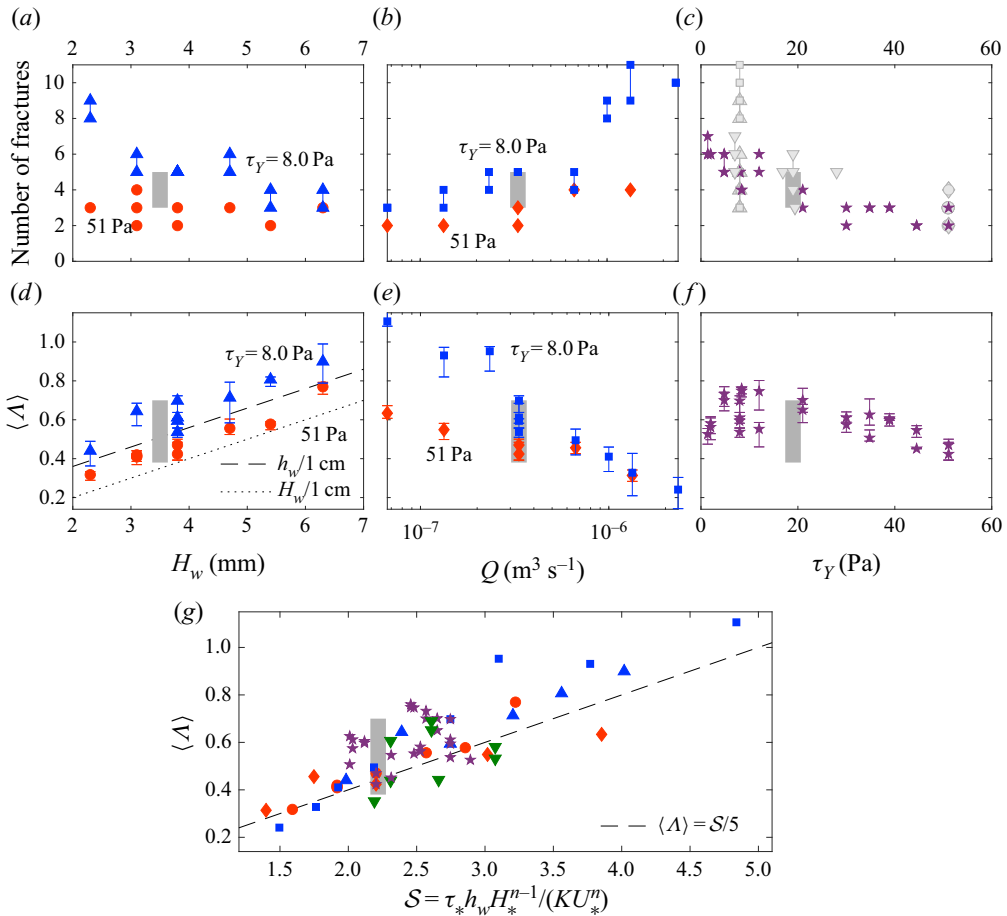 (a)
(b)
(c)
2 3 4 5 6 7
0 20 40 60
Number of fractures
10
8
6
4
2
0
τY = 8.0 Pa
51 Pa
τY = 8.0 Pa
51 Pa
(d)
(e)
(f)
⟨Λ⟩
1.0
0.8
0.6
0.4
0.2
τY = 8.0 Pa
51 Pa
hw/1 cm
Hw/1 cm
τY = 8.0 Pa
51 Pa
2 3 4 5 6 7
10−7 10−6
0 20 40 60
Hw (mm)
Q (m3 s−1)
τY (Pa)
(g)
⟨Λ⟩
1.0
0.8
0.6
0.4
0.2
⟨Λ⟩ = S/5
1.5 2.0 2.5 3.0 3.5 4.0 4.5 5.0
S = τ*hwH*n−1/(KU*n)